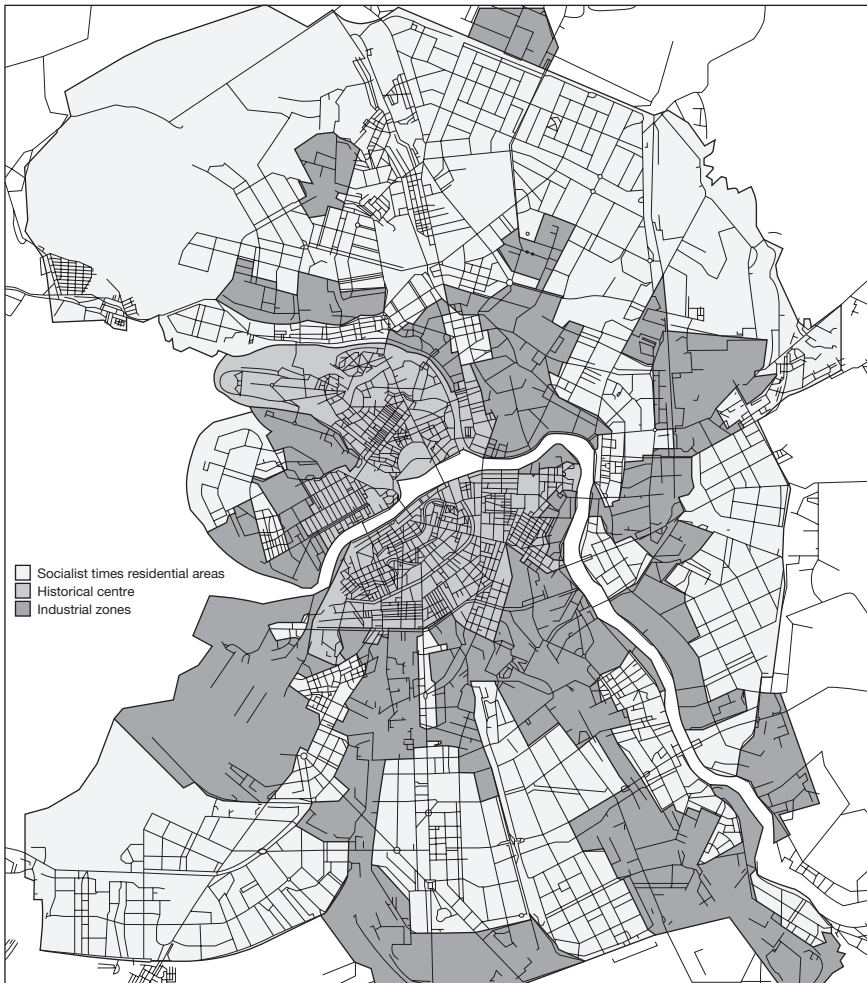 Socialist times residential areas
Historical centre
Industrial zones